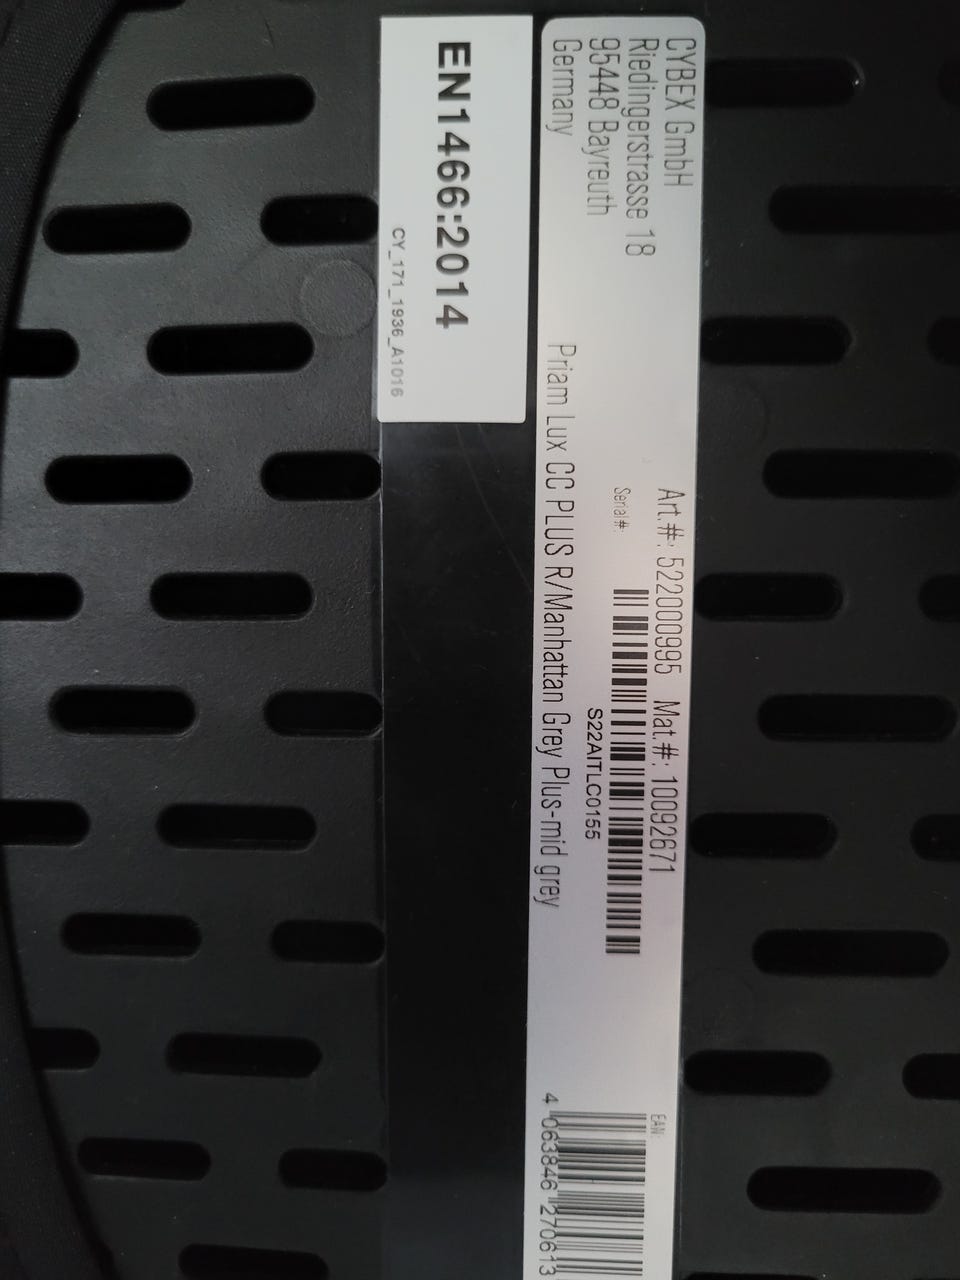 CYBEX GmbH
Riedingerstrasse 18
95448 Bayreuth
Germany
Art.#: 522000995 Mat.#: 10092671
Serial#:
S22AITLC0155
Priam Lux CC PLUS R/Manhattan Grey Plus-mid grey
EAN:
4 063846 270613
EN1466:2014
CY_171_1936_A1016